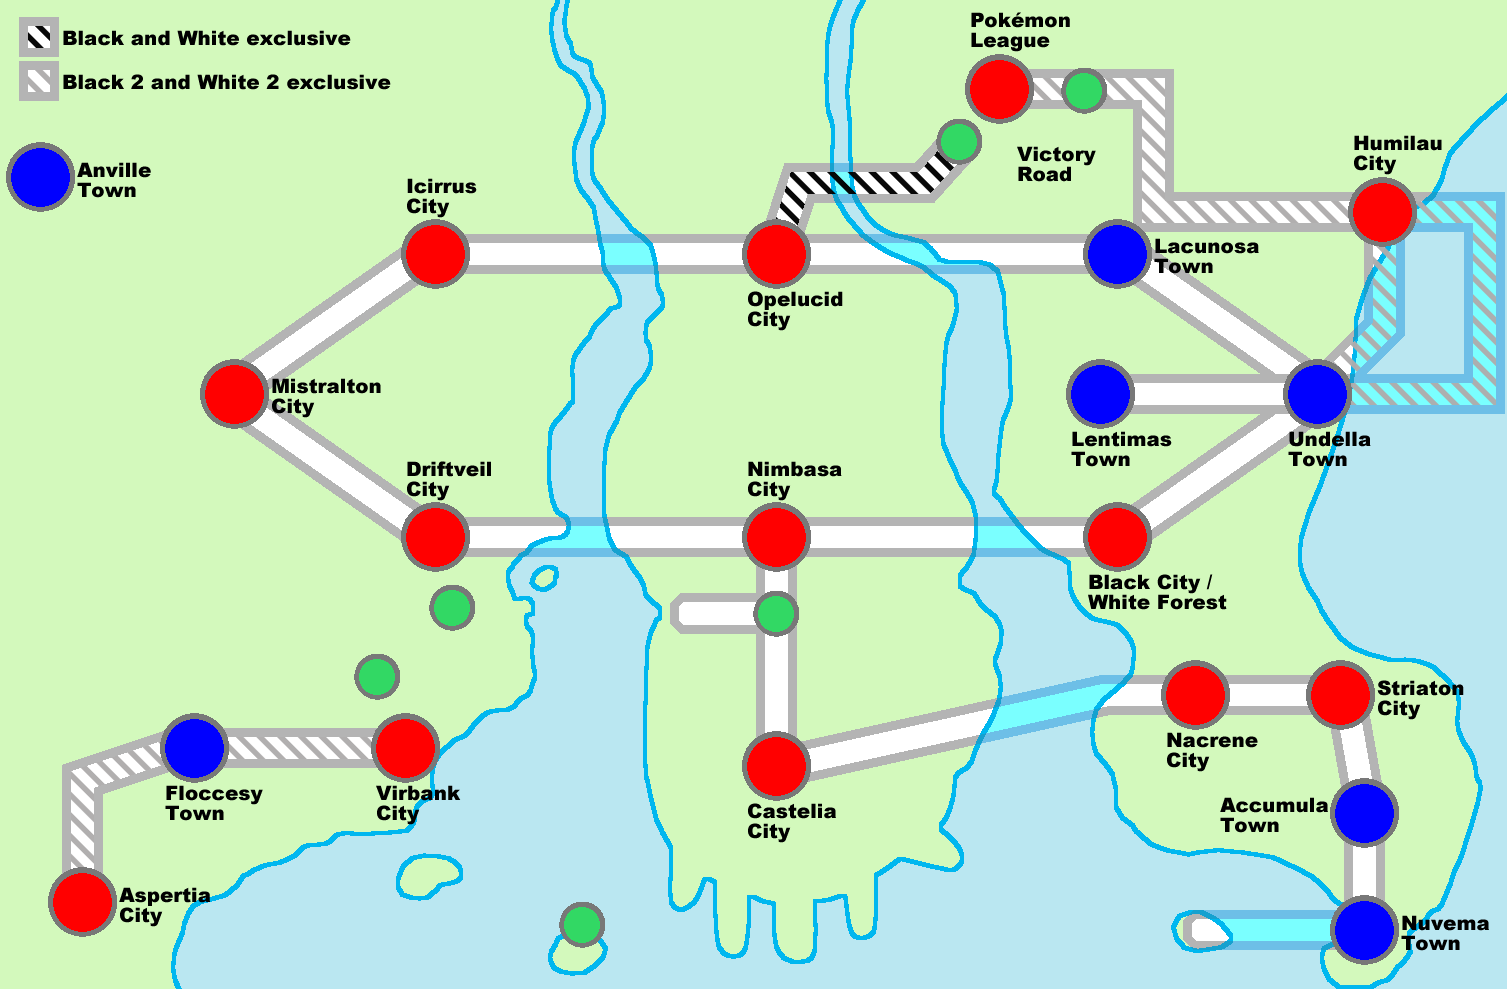 Black and White exclusive
Black 2 and White 2 exclusive
Pokémon
League
Anville
Town
Icirrus
City
Victory
Road
Humilau
City
Lacunosa
Town
Opelucid
City
Mistralton
City
Lentimas
Town
Undella
Town
Driftveil
City
Nimbasa
City
Black City /
White Forest
Striaton
City
Nacrene
City
Floccesy
Town
Virbank
City
Castelia
City
Accumula
Town
Aspertia
City
Nuvema
Town